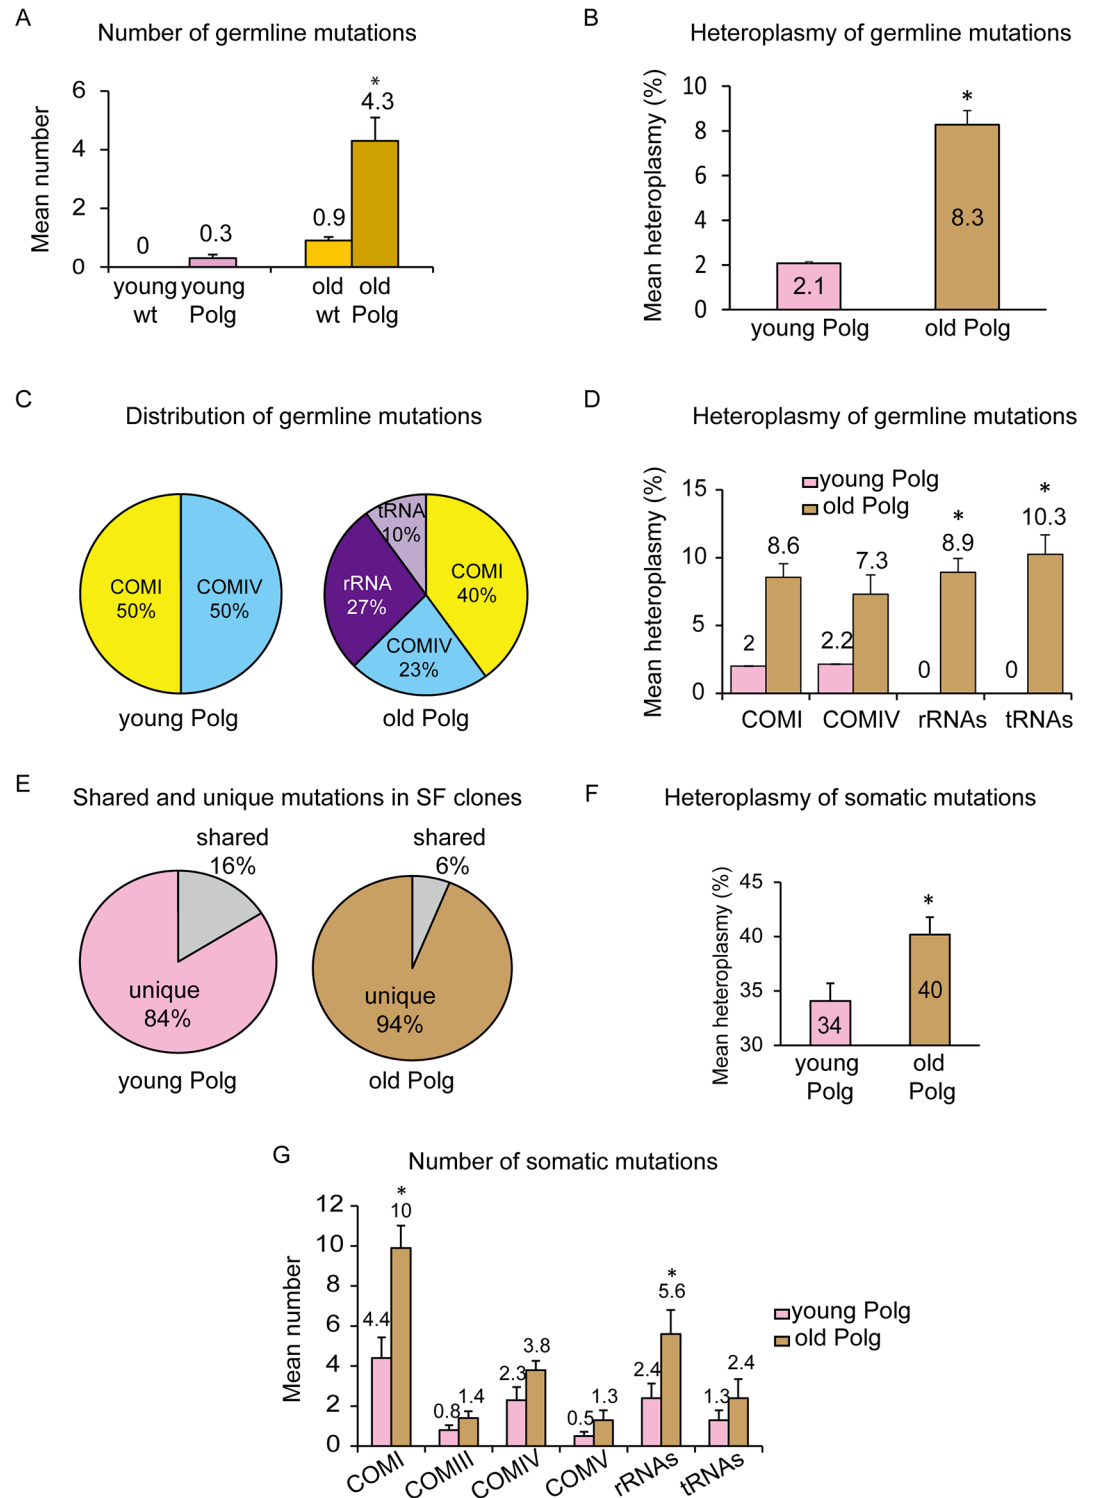 A
Number of germline mutations
Mean number
6
4
2
0
0
0.3
0.9
*
4.3
young
wt
young
Polg
old
wt
old
Polg
B
Heteroplasmy of germline mutations
Mean heteroplasmy (%)
10
8
6
4
2
0
2.1
*
8.3
young Polg
old Polg
C
Distribution of germline mutations
COMI
50%
COMIV
50%
young Polg
tRNA
10%
rRNA
27%
COMI
40%
COMIV
23%
old Polg
D
Heteroplasmy of germline mutations
Mean heteroplasmy (%)
young Polg
old Polg
15
10
5
0
2
8.6
2.2
7.3
0
*
8.9
0
*
10.3
COMI
COMIV
rRNAs
tRNAs
E
Shared and unique mutations in SF clones
shared
16%
unique
84%
young Polg
shared
6%
unique
94%
old Polg
F
Heteroplasmy of somatic mutations
Mean heteroplasmy (%)
45
40
35
30
34
*
40
young
Polg
old
Polg
G
Number of somatic mutations
Mean number
12
10
8
6
4
2
0
4.4
*
10
0.8
1.4
2.3
3.8
0.5
1.3
2.4
*
5.6
1.3
2.4
COMI
COMIII
COMIV
COMV
rRNAs
tRNAs
young Polg
old Polg